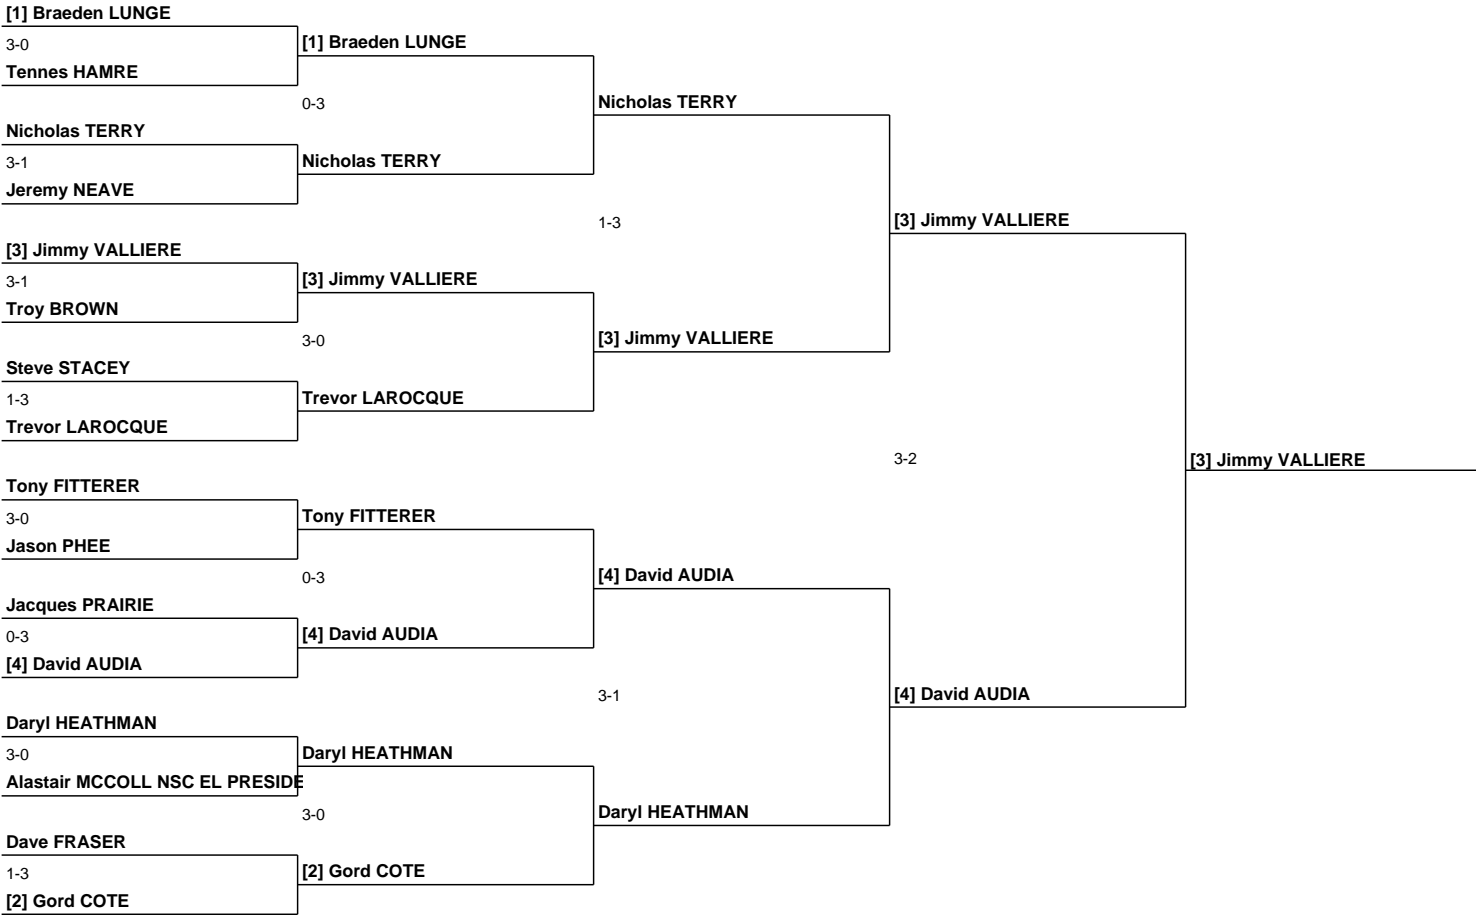 [1] Braeden LUNGE
3-0
Tennes HAMRE
Nicholas TERRY
3-1
Jeremy NEAVE
[3] Jimmy VALLIERE
3-1
Troy BROWN
Steve STACEY
1-3
Trevor LAROCQUE
Tony FITTERER
3-0
Jason PHEE
Jacques PRAIRIE
0-3
[4] David AUDIA
Daryl HEATHMAN
3-0
Alastair MCCOLL NSC EL PRESIDE
Dave FRASER
1-3
[2] Gord COTE
[1] Braeden LUNGE
0-3
Nicholas TERRY
[3] Jimmy VALLIERE
3-0
Trevor LAROCQUE
Tony FITTERER
0-3
[4] David AUDIA
Daryl HEATHMAN
3-0
[2] Gord COTE
Nicholas TERRY
1-3
[3] Jimmy VALLIERE
[4] David AUDIA
3-1
Daryl HEATHMAN
[3] Jimmy VALLIERE
3-2
[4] David AUDIA
[3] Jimmy VALLIERE